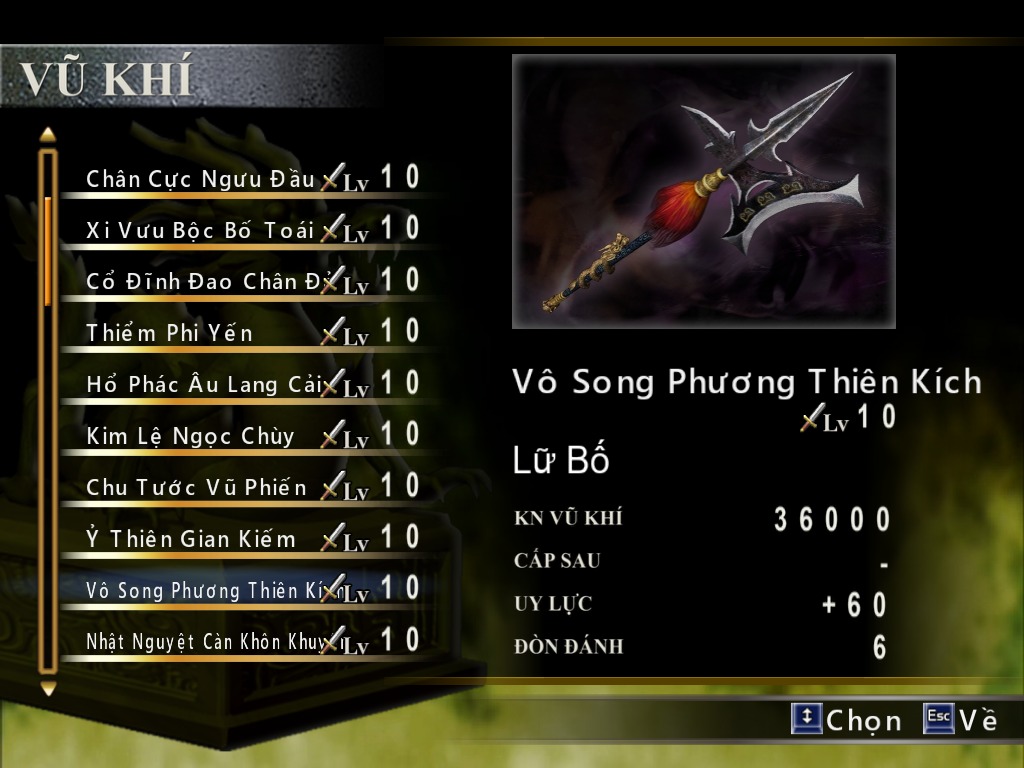 VŨ KHÍ
Chân Cực Ngưu Đầu Lv 10
Xi Vưu Bộc Bố Toái Lv 10
Cổ Đĩnh Đao Chân Lv 10
Thiểm Phi Yến Lv 10
Hổ Phác Âu Lang Cải Lv 10
Kim Lệ Ngọc Chùy Lv 10
Chu Tước Vũ Phiến Lv 10
Ỷ Thiên Gian Kiếm Lv 10
Vô Song Phương Thiên Lv 10
Nhật Nguyệt Càn Khôn Lv 10
Vô Song Phương Thiên Kích
Lv 10
Lữ Bố
KN VŨ KHÍ 36000
CẤP SAU -
UY LỰC +60
ĐÒN ĐÁNH 6
Chọn Esc Về